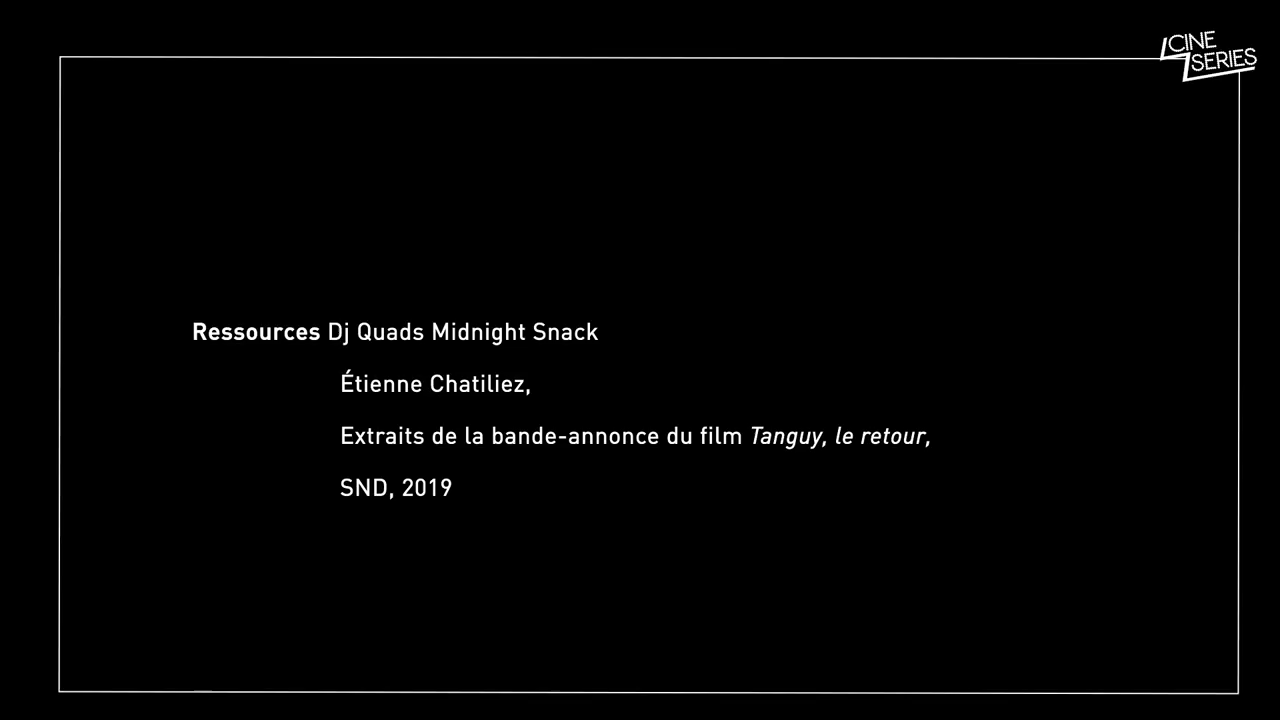 CINE
SERIES
Ressources Dj Quads Midnight Snack
Étienne Chatiliez,
Extraits de la bande-annonce du film Tanguy, le retour,
SND, 2019